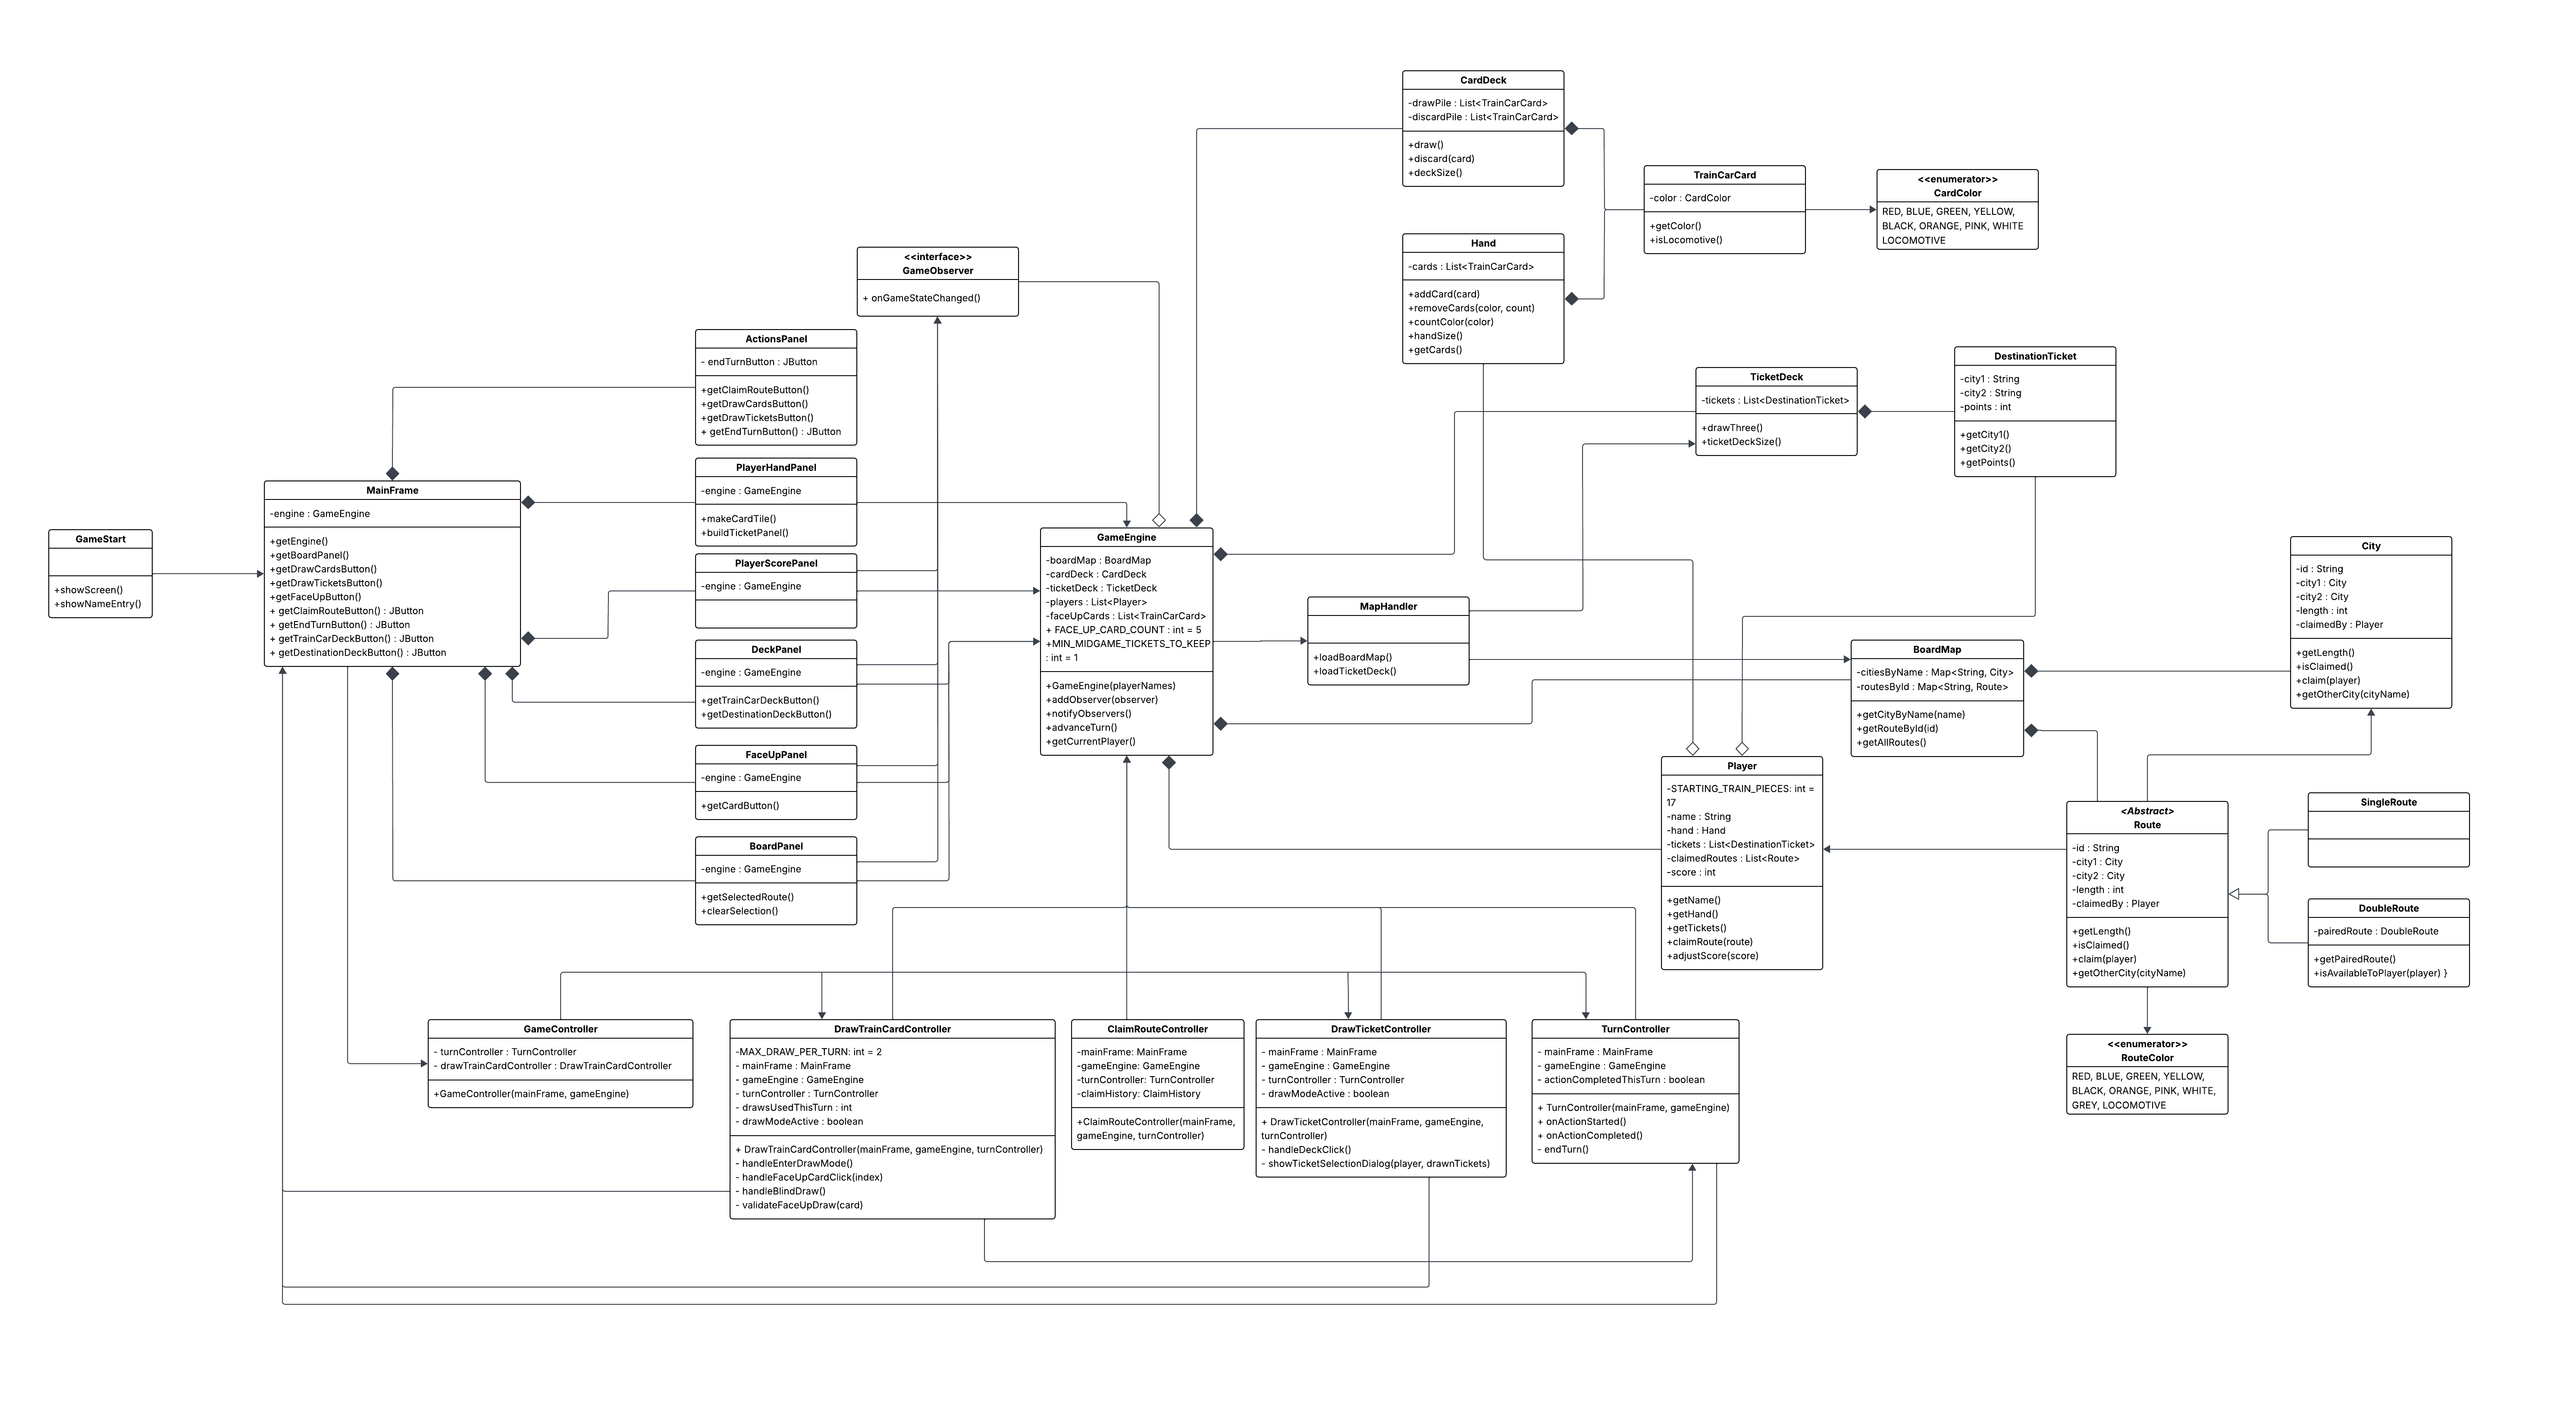 CardDeck
-drawPile : List<TrainCarCard>
-discardPile : List<TrainCarCard>
+draw()
+discard(card)
+deckSize()
TrainCarCard
-color : CardColor
+getColor()
+isLocomotive()
<<enumerator>>
CardColor
RED, BLUE, GREEN, YELLOW,
BLACK, ORANGE, PINK, WHITE
LOCOMOTIVE
Hand
-cards : List<TrainCarCard>
+addCard(card)
+removeCards(color, count)
+countColor(color)
+handSize()
+getCards()
<<interface>>
GameObserver
+ onGameStateChanged()
ActionsPanel
- endTurnButton : JButton
+getClaimRouteButton()
+getDrawCardsButton()
+getDrawTicketsButton()
+ getEndTurnButton() : JButton
DestinationTicket
-city1 : String
-city2 : String
-points : int
+getCity1()
+getCity2()
+getPoints()
TicketDeck
-tickets : List<DestinationTicket>
+drawThree()
+ticketDeckSize()
PlayerHandPanel
-engine : GameEngine
+makeCardTile()
+buildTicketPanel()
MainFrame
-engine : GameEngine
+getEngine()
+getBoardPanel()
+getDrawCardsButton()
+getDrawTicketsButton()
+getFaceUpButton()
+ getClaimRouteButton() : JButton
+ getEndTurnButton() : JButton
+ getTrainCarDeckButton() : JButton
+ getDestinationDeckButton() : JButton
GameStart
+showScreen()
+showNameEntry()
PlayerScorePanel
-engine : GameEngine
GameEngine
-boardMap : BoardMap
-cardDeck : CardDeck
-ticketDeck : TicketDeck
-players : List<Player>
-faceUpCards : List<TrainCarCard>
+ FACE_UP_CARD_COUNT : int = 5
+MIN_MIDGAME_TICKETS_TO_KEEP
: int = 1
+GameEngine(playerNames)
+addObserver(observer)
+notifyObservers()
+advanceTurn()
+getCurrentPlayer()
City
-id : String
-city1 : City
-city2 : City
-length : int
-claimedBy : Player
+getLength()
+isClaimed()
+claim(player)
+getOtherCity(cityName)
MapHandler
+loadBoardMap()
+loadTicketDeck()
DeckPanel
-engine : GameEngine
+getTrainCarDeckButton()
+getDestinationDeckButton()
BoardMap
-citiesByName : Map<String, City>
-routesById : Map<String, Route>
+getCityByName(name)
+getRouteById(id)
+getAllRoutes()
FaceUpPanel
-engine : GameEngine
+getCardButton()
Player
-STARTING_TRAIN_PIECES: int =
17
-name : String
-hand : Hand
-tickets : List<DestinationTicket>
-claimedRoutes : List<Route>
-score : int
+getName()
+getHand()
+getTickets()
+claimRoute(route)
+adjustScore(score)
<Abstract>
Route
-id : String
-city1 : City
-city2 : City
-length : int
-claimedBy : Player
+getLength()
+isClaimed()
+claim(player)
+getOtherCity(cityName)
SingleRoute
BoardPanel
-engine : GameEngine
+getSelectedRoute()
+clearSelection()
DoubleRoute
-pairedRoute : DoubleRoute
+getPairedRoute()
+isAvailableToPlayer(player) }
GameController
- turnController : TurnController
- drawTrainCardController : DrawTrainCardController
+GameController(mainFrame, gameEngine)
DrawTrainCardController
-MAX_DRAW_PER_TURN: int = 2
- mainFrame : MainFrame
- gameEngine : GameEngine
- turnController : TurnController
- drawsUsedThisTurn : int
- drawModeActive : boolean
+ DrawTrainCardController(mainFrame, gameEngine, turnController)
- handleEnterDrawMode()
- handleFaceUpCardClick(index)
- handleBlindDraw()
- validateFaceUpDraw(card)
ClaimRouteController
-mainFrame: MainFrame
-gameEngine: GameEngine
-turnController: TurnController
-claimHistory: ClaimHistory
+ClaimRouteController(mainFrame,
gameEngine, turnController)
DrawTicketController
- mainFrame : MainFrame
- gameEngine : GameEngine
- turnController : TurnController
- drawModeActive : boolean
+ DrawTicketController(mainFrame, gameEngine,
turnController)
- handleDeckClick()
- showTicketSelectionDialog(player, drawnTickets)
TurnController
- mainFrame : MainFrame
- gameEngine : GameEngine
- actionCompletedThisTurn : boolean
+ TurnController(mainFrame, gameEngine)
+ onActionStarted()
+ onActionCompleted()
- endTurn()
<<enumerator>>
RouteColor
RED, BLUE, GREEN, YELLOW,
BLACK, ORANGE, PINK, WHITE,
GREY, LOCOMOTIVE